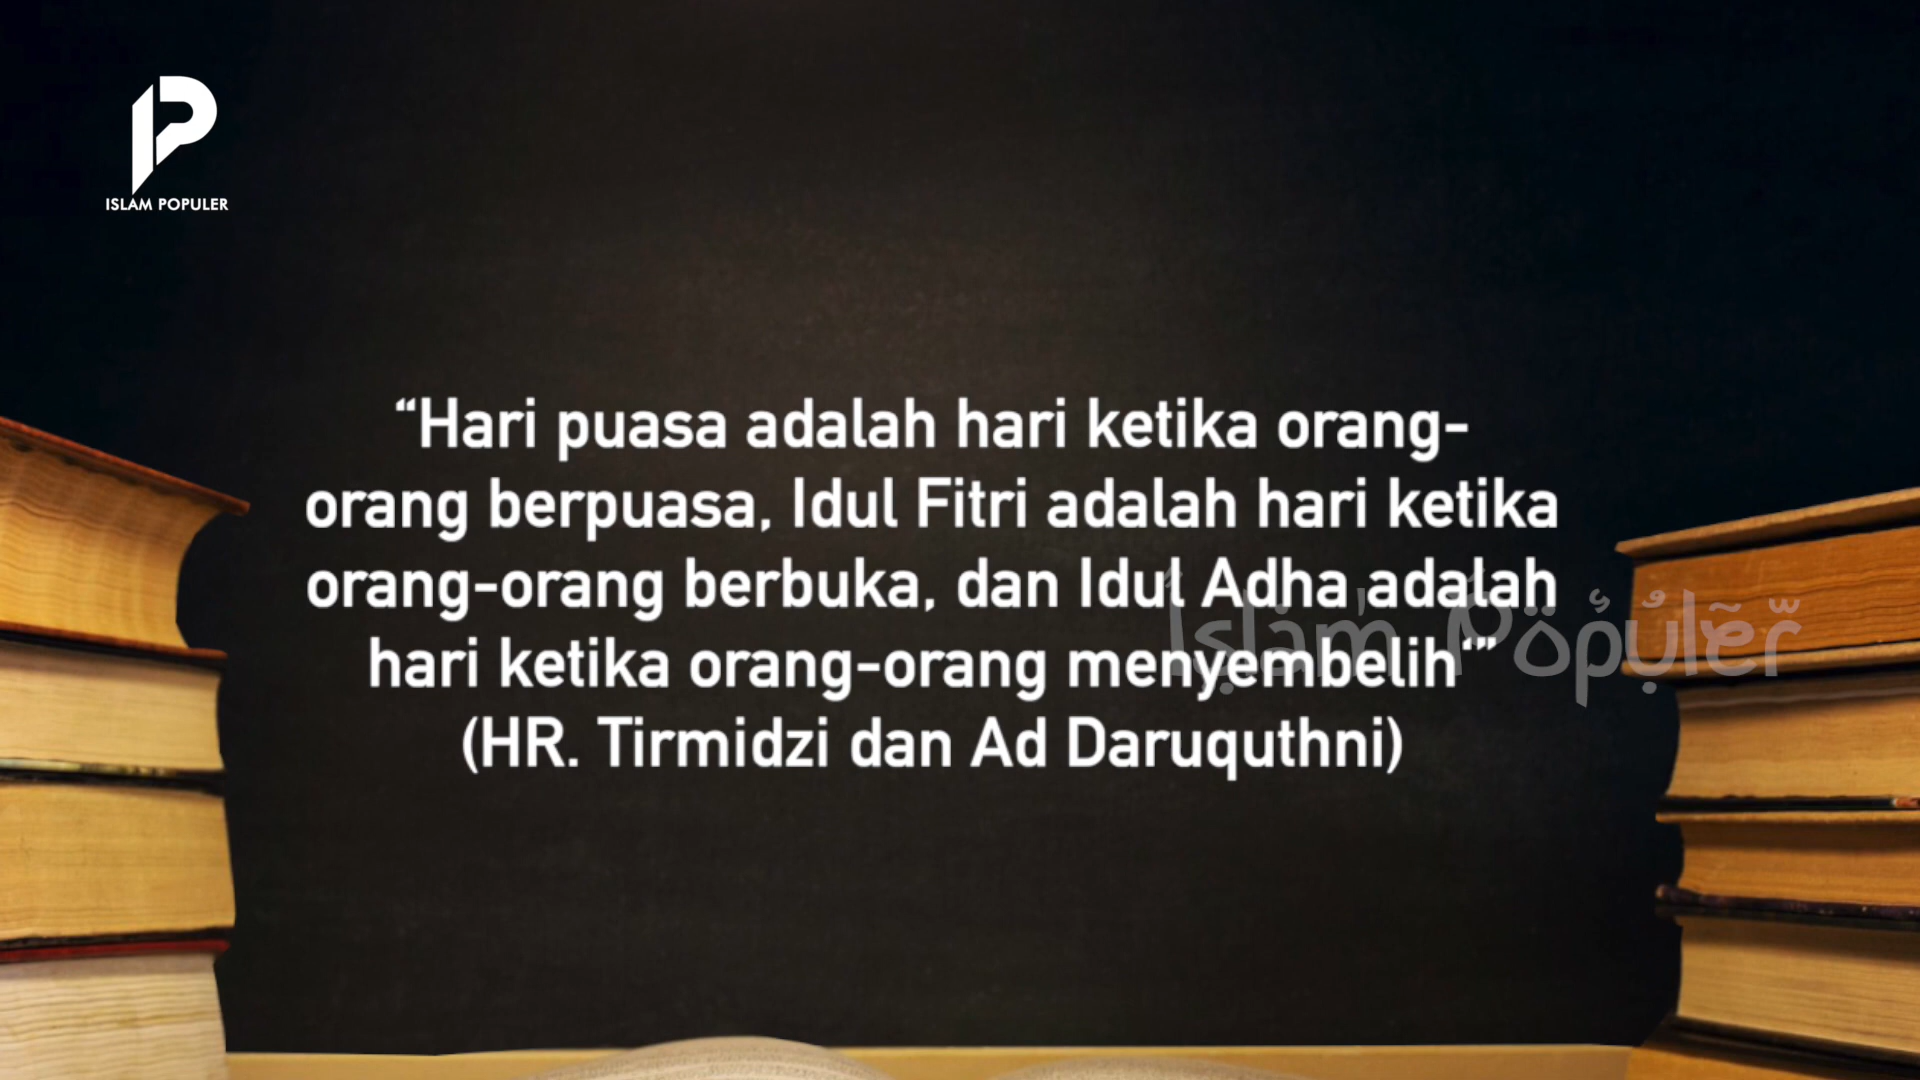 ISLAM POPULER
“Hari puasa adalah hari ketika orang-
orang berpuasa, Idul Fitri adalah hari ketika
orang-orang berbuka, dan Idul Adha adalah
hari ketika orang-orang menyembelih‘”
Islam Populer
(HR. Tirmidzi dan Ad Daruquthni)